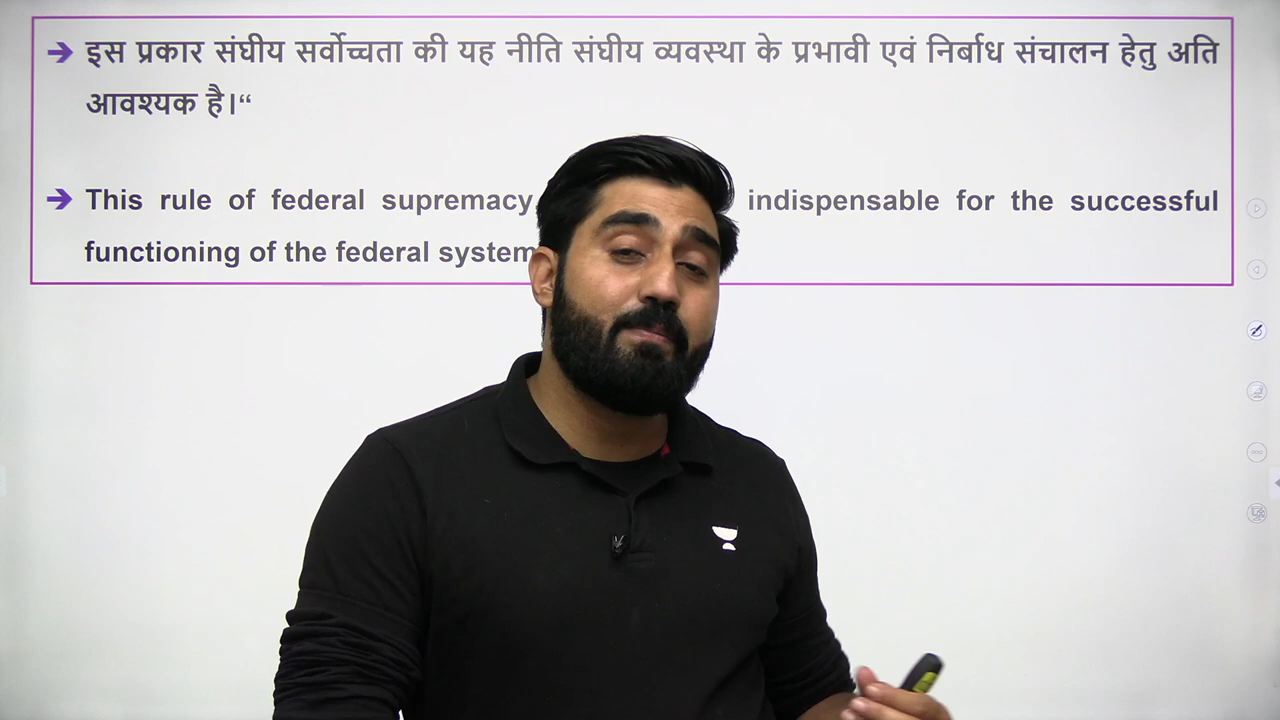 इस प्रकार संघीय सर्वोच्चता की यह नीति संघीय व्यवस्था के प्रभावी एवं निर्बाध संचालन हेतु अति
आवश्यक है।“
This rule of federal supremacy indispensable for the successful
functioning of the federal system